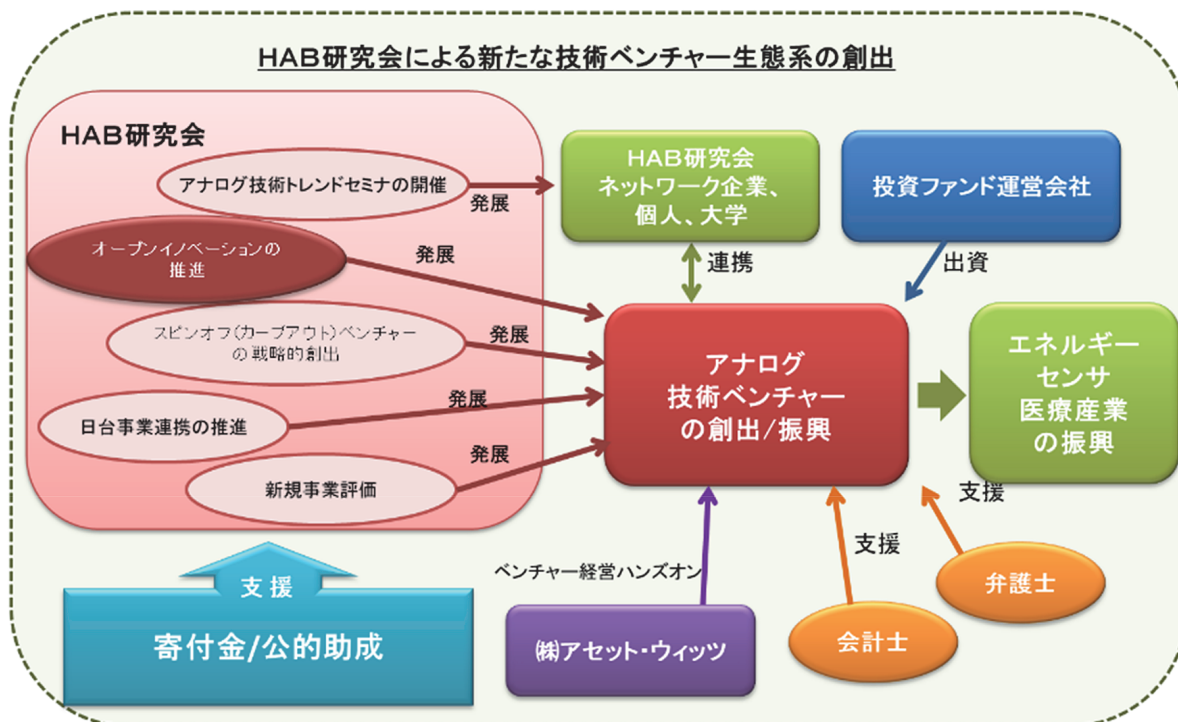 HAB研究会による新たな技術ベンチャー生態系の創出
HAB研究会
アナログ技術トレンドセミナの開催
発展
オープンイノベーションの
推進
発展
スピンオフ(カーブアウト)ベンチャー
の戦略的創出
発展
日台事業連携の推進
発展
新規事業評価
発展
支援
寄付金/公的助成
HAB研究会
ネットワーク企業、
個人、大学
連携
投資ファンド運営会社
出資
アナログ
技術ベンチャー
の創出/振興
エネルギー
センサ
医療産業
の振興
ベンチャー経営ハンズオン
㈱アセット・ウィッツ
支援
会計士
支援
弁護士